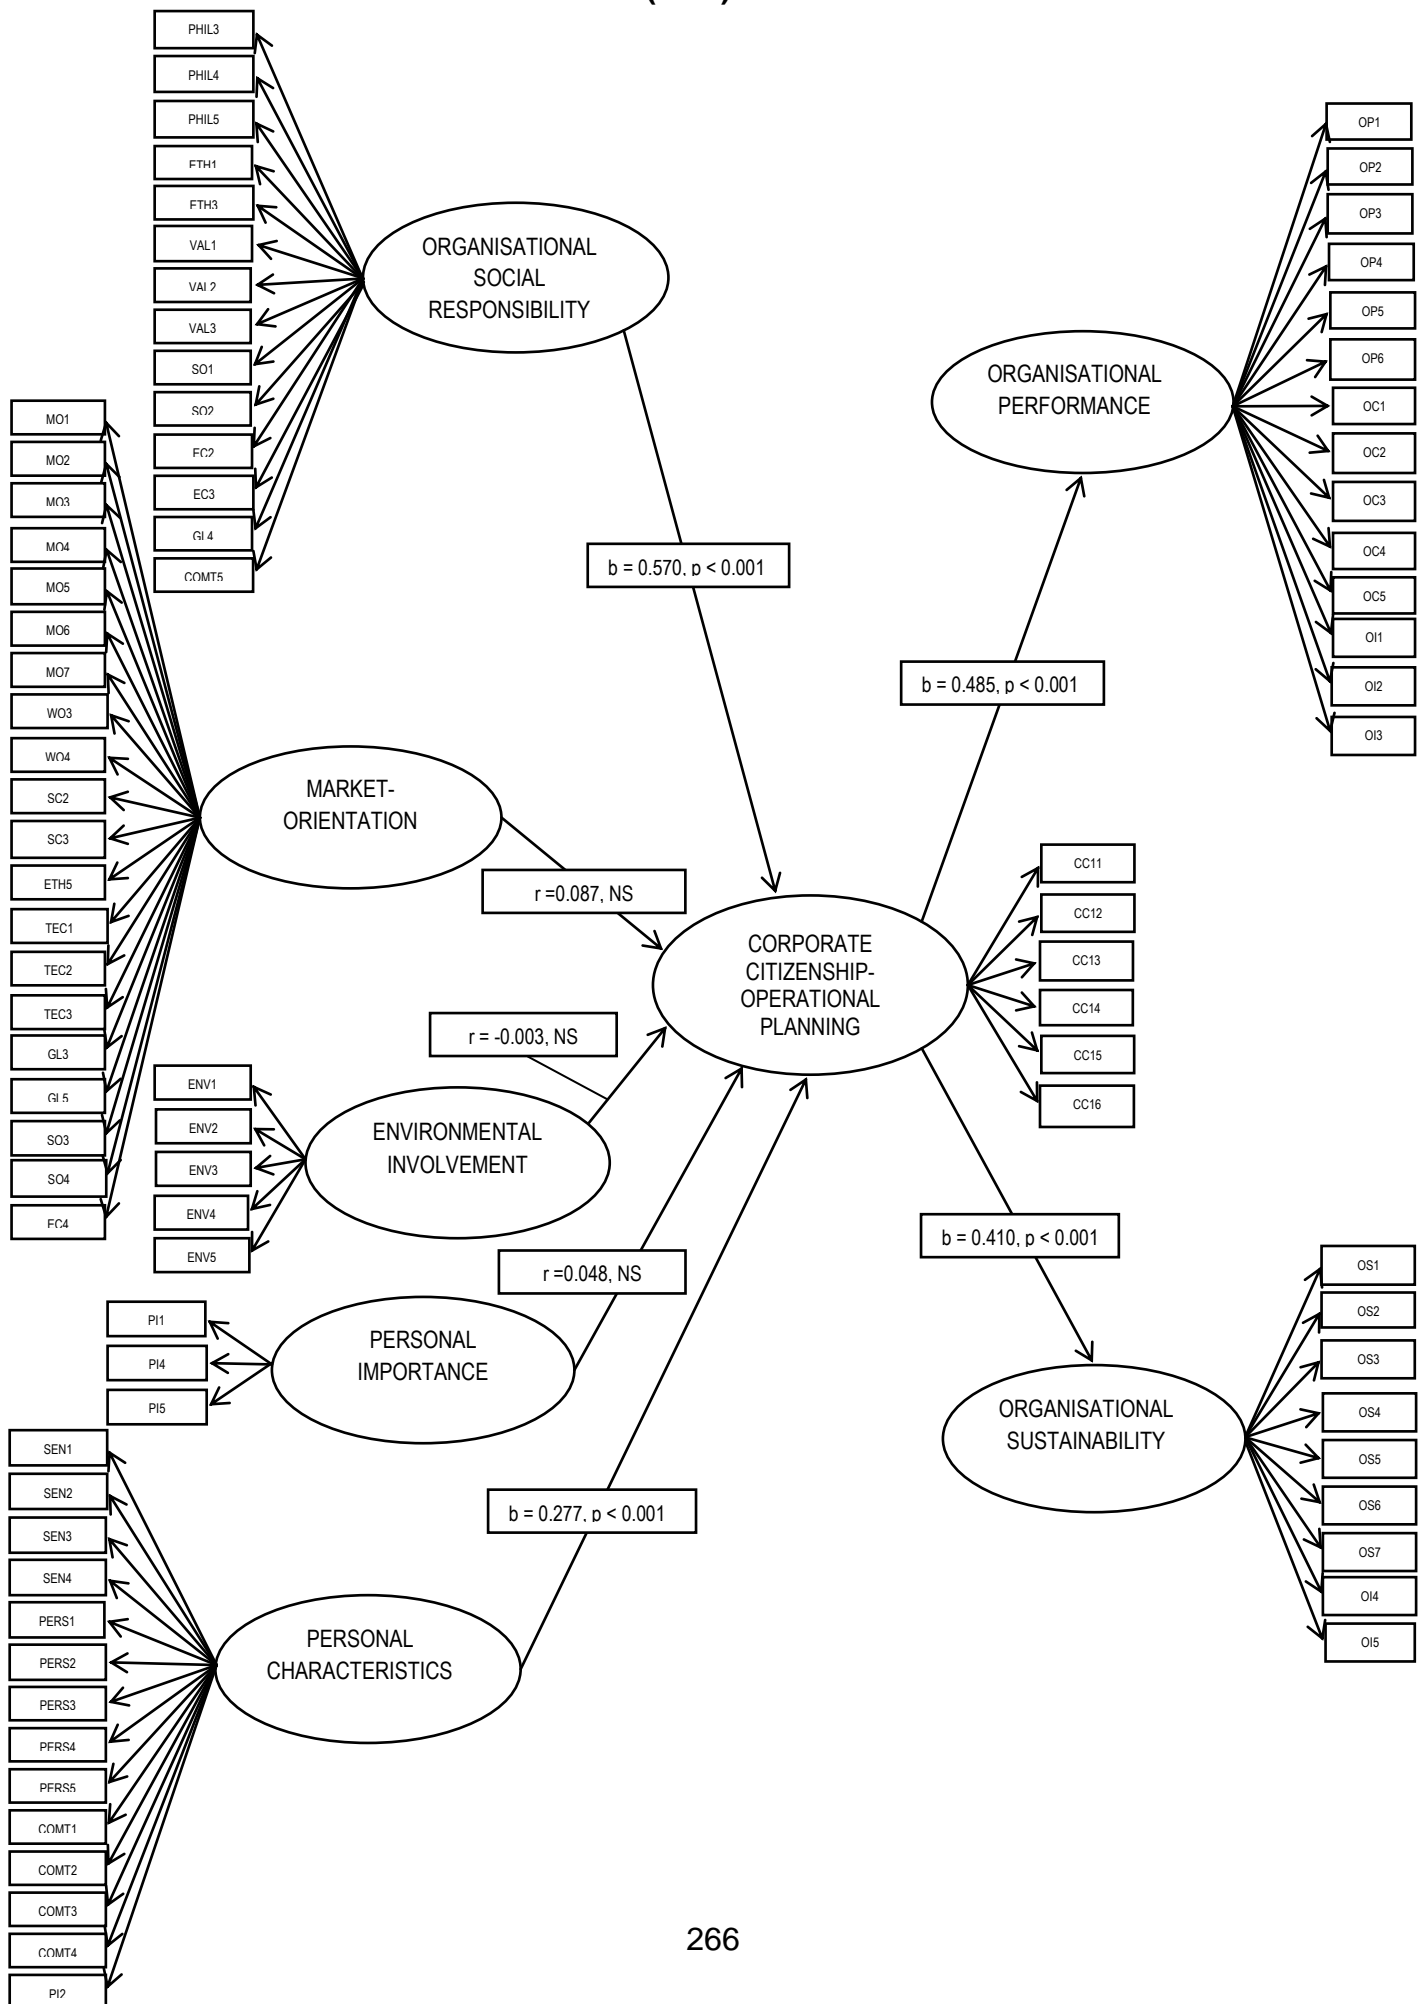 PHIL3
PHIL4
PHIL5
ETH1
ETH3
VAL1
VAL2
VAL3
SO1
SO2
EC2
EC3
GL4
COMT5
ORGANISATIONAL
SOCIAL
RESPONSIBILITY
OP1
OP2
OP3
OP4
OP5
OP6
OC1
OC2
OC3
OC4
OC5
OI1
OI2
OI3
ORGANISATIONAL
PERFORMANCE
MO1
MO2
MO3
MO4
MO5
MO6
MO7
WO3
WO4
SC2
SC3
ETH5
TEC1
TEC2
TEC3
GL3
GL5
SO3
SO4
EC4
MARKET-
ORIENTATION
b = 0.570, p < 0.001
b = 0.485, p < 0.001
r =0.087, NS
CORPORATE
CITIZENSHIP-
OPERATIONAL
PLANNING
CC11
CC12
CC13
CC14
CC15
CC16
r = -0.003, NS
ENV1
ENV2
ENV3
ENV4
ENV5
ENVIRONMENTAL
INVOLVEMENT
r =0.048, NS
b = 0.410, p < 0.001
PI1
PI4
PI5
PERSONAL
IMPORTANCE
ORGANISATIONAL
SUSTAINABILITY
OS1
OS2
OS3
OS4
OS5
OS6
OS7
OI4
OI5
b = 0.277, p < 0.001
SEN1
SEN2
SEN3
SEN4
PERS1
PERS2
PERS3
PERS4
PERS5
COMT1
COMT2
COMT3
COMT4
PI2
PERSONAL
CHARACTERISTICS
266